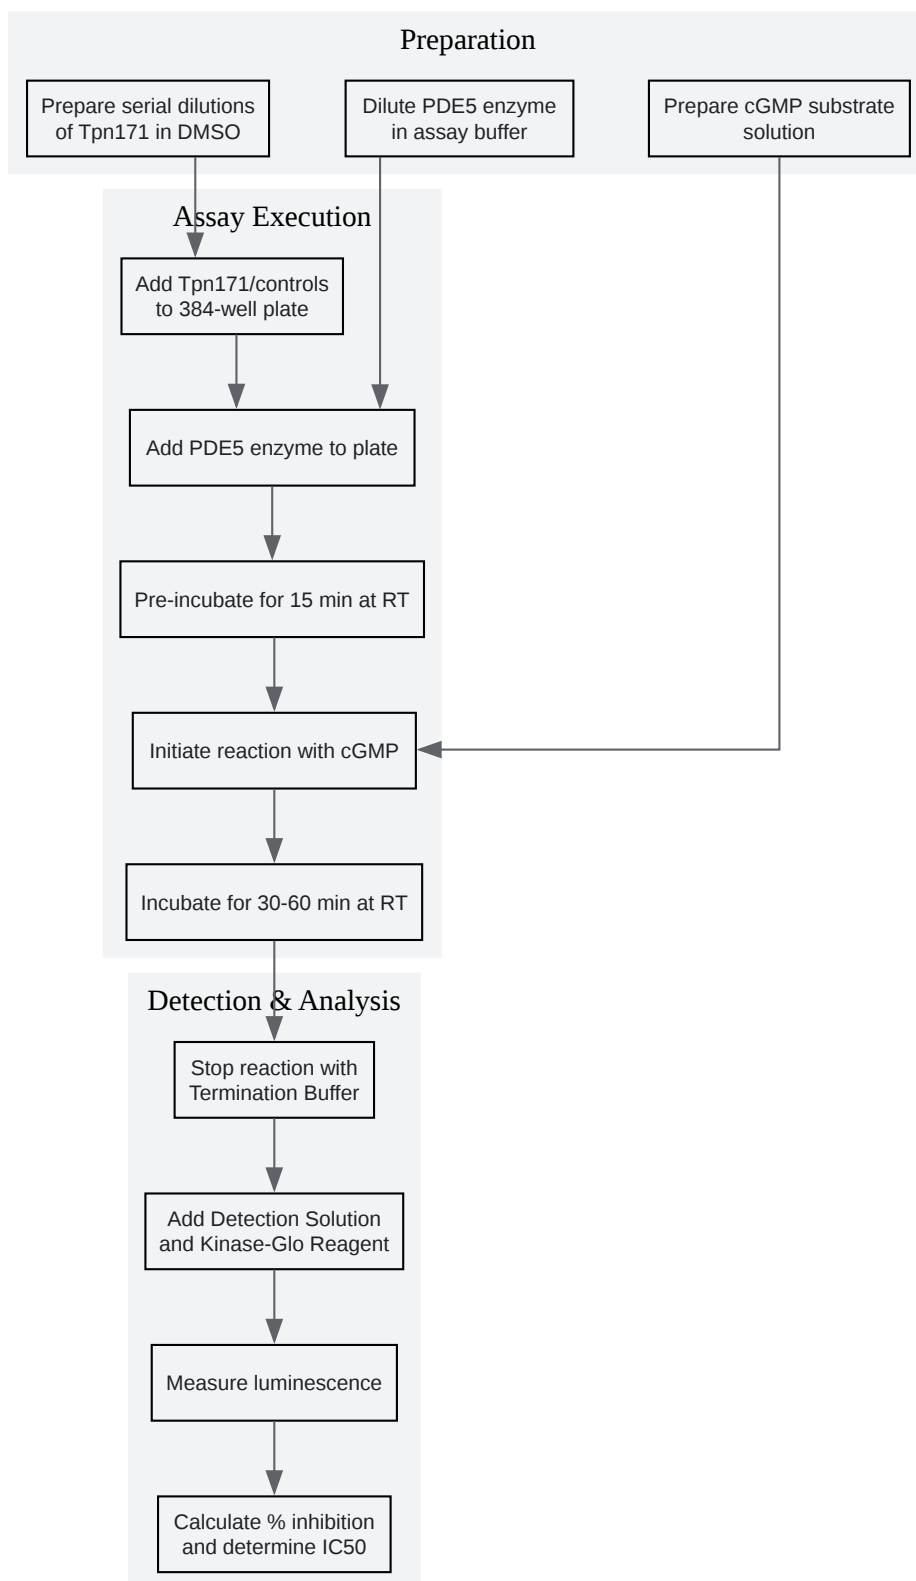 Preparation
Prepare serial dilutions
of Tpn171 in DMSO
Dilute PDE5 enzyme
in assay buffer
Prepare cGMP substrate
solution
Assay Execution
Add Tpn171/controls
to 384-well plate
Add PDE5 enzyme to plate
Pre-incubate for 15 min at RT
Initiate reaction with cGMP
Incubate for 30-60 min at RT
Detection & Analysis
Stop reaction with
Termination Buffer
Add Detection Solution
and Kinase-Glo Reagent
Measure luminescence
Calculate % inhibition
and determine IC50